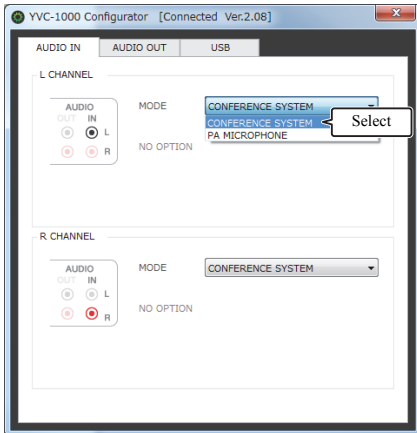 YVC-1000 Configurator [Connected Ver.2.08]
AUDIO IN AUDIO OUT USB
L CHANNEL
AUDIO
OUT IN
L
R
MODE CONFERENCE SYSTEM
CONFERENCE SYSTEM
PA MICROPHONE
Select
NO OPTION
R CHANNEL
AUDIO
OUT IN
L
R
MODE CONFERENCE SYSTEM
NO OPTION